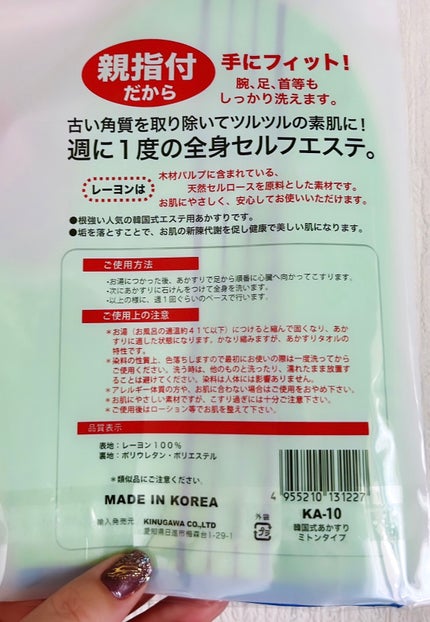 親指付
だから
手にフィット!
腕、足、首等も
しっかり洗えます。
古い角質を取り除いてツルツルの素肌に!
週に1度の全身セルフエステ。
レーヨンは
木材パルプに含まれている、
天然セルロースを原料とした素材です。
お肌にやさしく、安心してお使いいただけます。
●根強い人気の韓国式エステ用あかすりです。
●垢を落とすことで、お肌の新陳代謝を促し健康で美しい肌になります。
ご使用方法
・お湯につかった後、あかすりで足から順番に心臓へ向かってこすります。
・次にあかすりに石けんをつけて全身を洗います。
・以上の様に、週1回ぐらいのペースで行います。
ご使用上の注意
*お湯(お風呂の適温約41℃以下)につけると縮んで固くなり、あか
すりに適した状態になります。かなり縮みますが、あかすりタオルの
特性です。
*染料の性質上、色落ちしますので最初にお使いの際は一度洗ってから
ご使用ください。洗う時は、他のものと洗ったり、濡れたまま放置す
ることは避けてください。染料は人体には影響ありません。
*アレルギー体質の方や、お肌に合わない場合はご使用をおやめ下さい。
*お肌にやさしい素材ですが、こすり過ぎには十分ご注意下さい。
*ご使用後はローション等でお肌を整えて下さい。
品質表示
表地:レーヨン100%
裏地:ポリウレタン・ポリエステル
*類似品にご注意ください。
MADE IN KOREA
輸入発売元 KINUGAWA CO.,LTD
愛知県日進市梅森台1-29-1
外袋
プラ
4 955210 131227
KA-10
韓国式あかすり
ミトンタイプ